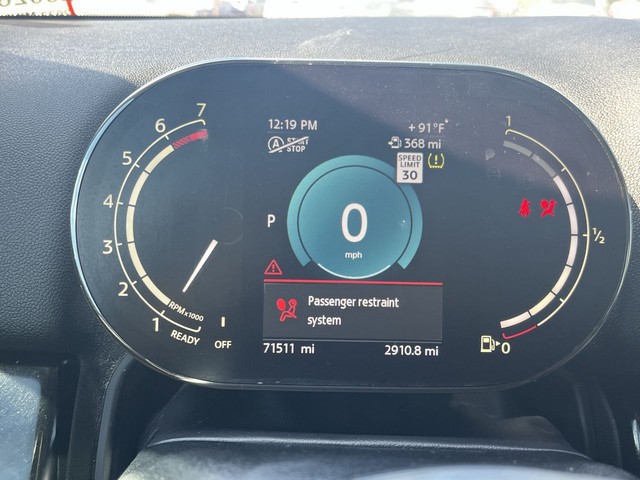 12:19 PM
+91°F
A START STOP
368 mi
SPEED
LIMIT
30
7
6
5
4
3
2
1
RPM x1000
READY
OFF
P
0
mph
1
1/2
0
Passenger restraint
system
71511 mi
2910.8 mi